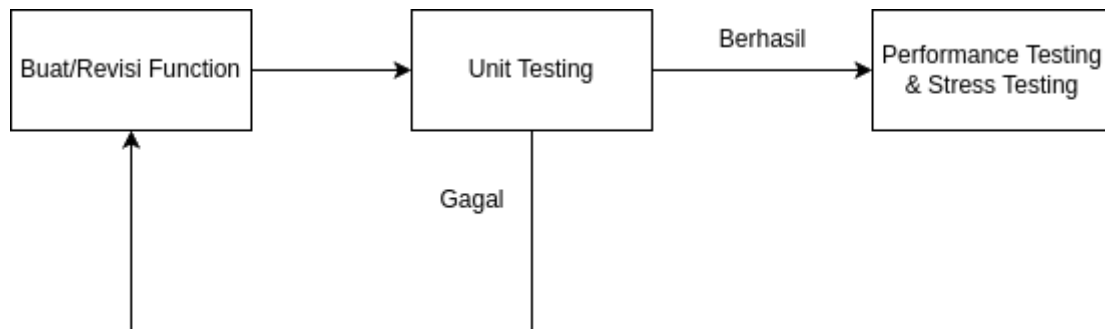 Buat/Revisi Function
Unit Testing
Berhasil
Performance Testing
& Stress Testing
Gagal